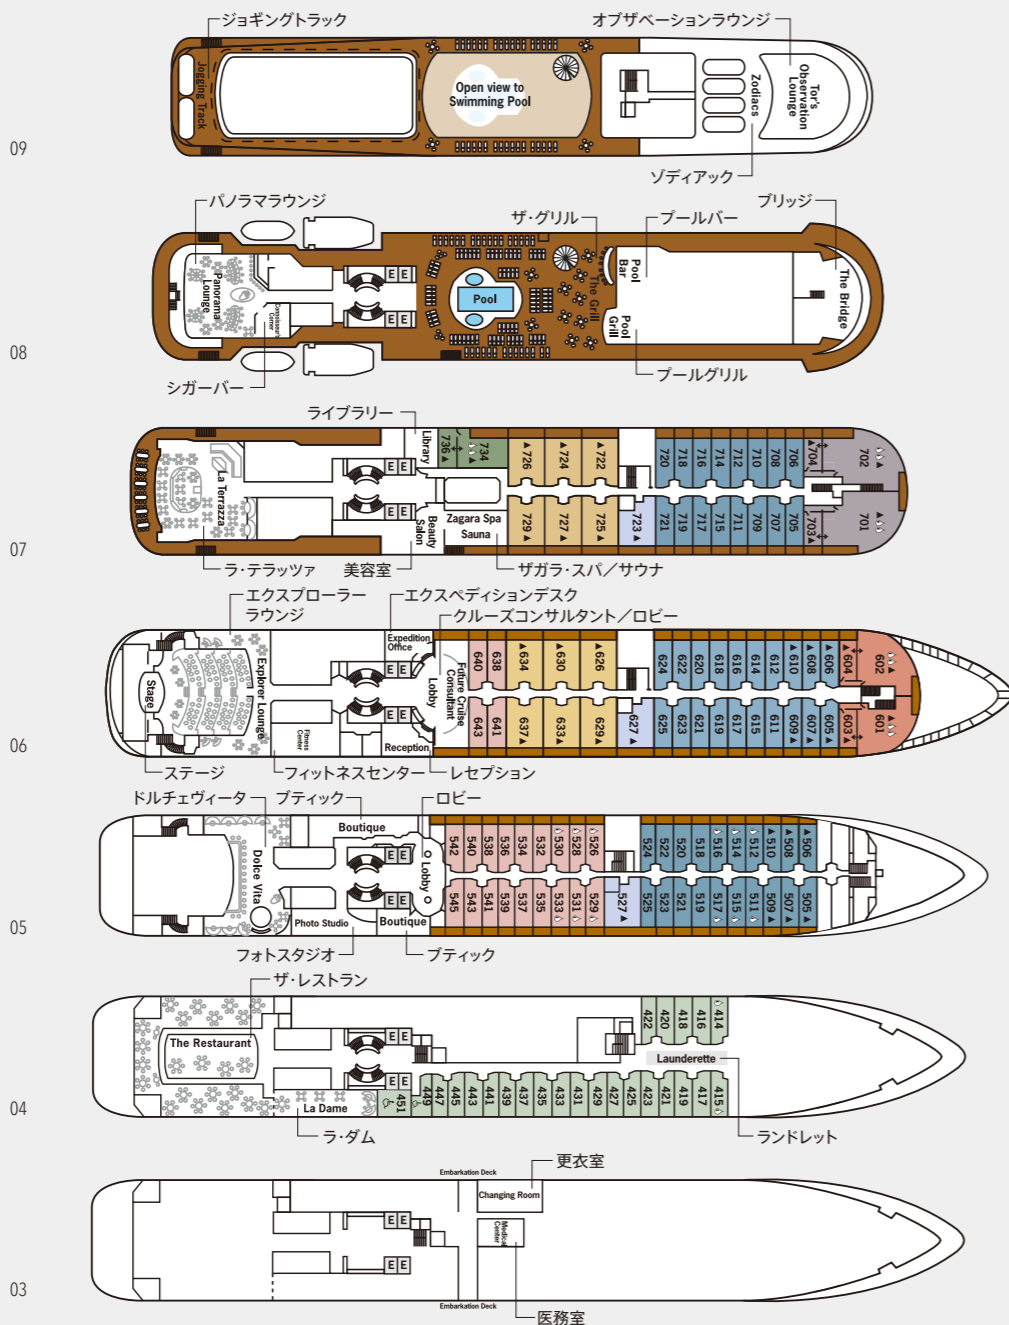 ジョギングトラック
オブザベーションラウンジ
Jogging Track
Open view to
Swimming Pool
Zodiacs
Tor's
Observation
Lounge
09
ゾディアック
パノラマラウンジ
ザ・グリル
プールバー
ブリッジ
Panorama
Lounge
Connoisseur's
Center
E E
E E
Pool
The Grill
Pool
Bar
Pool
Grill
The Bridge
08
シガーバー
プールグリル
ライブラリー
La Terrazza
E E
E E
Library
Beauty
Salon
Zagara Spa
Sauna
736 734 726 724 722 720 718 716 714 712 710 708 706 704 702
729 727 725 723 721 719 717 715 711 709 707 705 703 701
07
ラ・テラッツァ
美容室
ザガラ・スパ/サウナ
エクスプローラー
ラウンジ
エクスペディションデスク
クルーズコンサルタント/ロビー
Stage
Explorer Lounge
Fitness
Center
Expedition
Office
E E
E E
Lobby
Reception
Future Cruise
Consultant
640 638 634 630 626 624 622 620 618 616 614 612 610 608 606 604 602
643 641 637 633 629 627 625 623 621 619 617 615 611 609 607 605 603 601
06
ステージ
フィットネスセンター
レセプション
ドルチェヴィータ
ブティック
ロビー
Dolce Vita
Boutique
E E
E E
Lobby
Photo Studio
Boutique
542 540 538 536 534 532 530 528 526 524 522 520 518 516 514 512 510 508 506
545 543 541 539 537 535 533 531 529 527 525 523 521 519 517 515 511 509 507 505
05
フォトスタジオ
ブティック
ザ・レストラン
The Restaurant
E E
E E
La Dame
422 420 418 416 414
Launderette
451 449 447 445 443 441 439 437 435 433 431 429 427 425 423 421 419 417 415
04
ラ・ダム
ランドレット
更衣室
Embarkation Deck
Changing Room
Medical
Center
E E
E E
03
Embarkation Deck
医務室